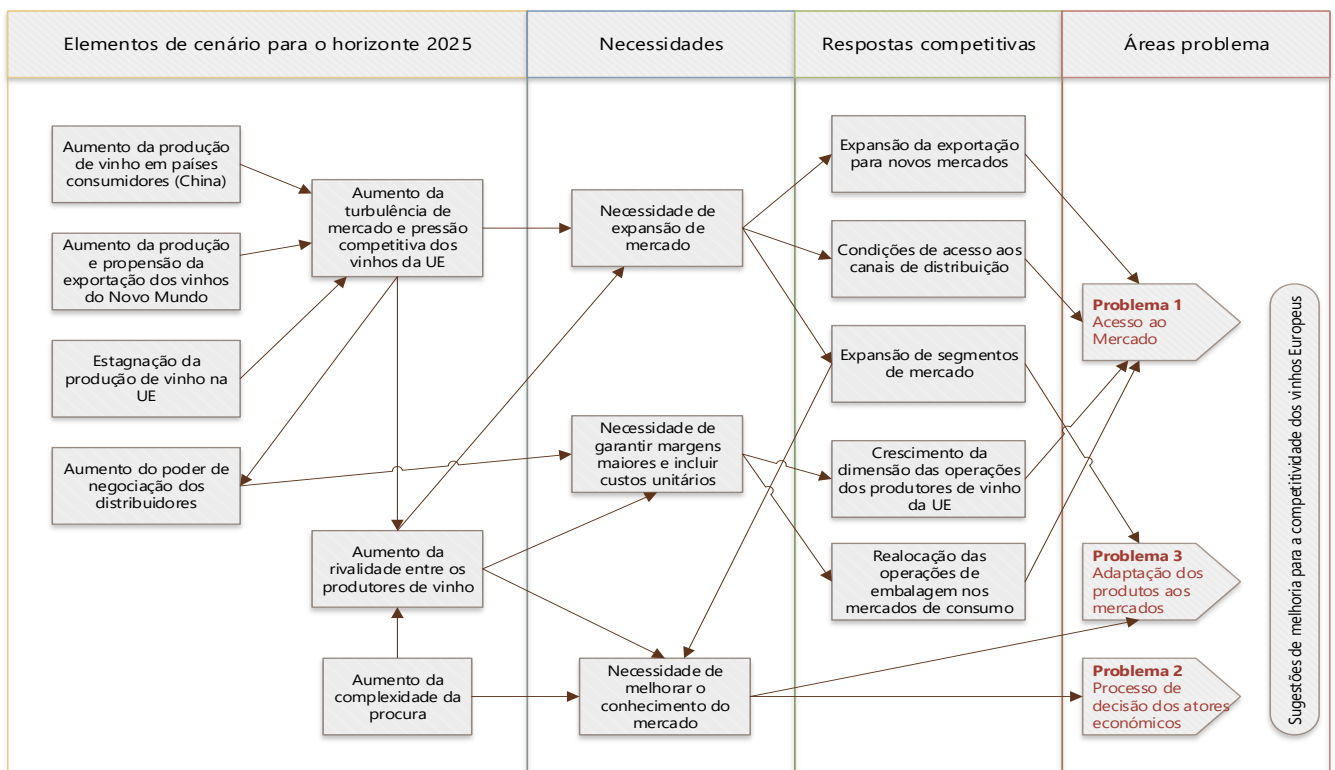 Elementos de cenário para o horizonte 2025
Necessidades
Respostas competitivas
Áreas problema
Aumento da produção
de vinho em países
consumidores (China)
Aumento da produção
e propensão da
exportação dos vinhos
do Novo Mundo
Estagnação da
produção de vinho na
UE
Aumento do poder de
negociação dos
distribuidores
Aumento da
turbulência de
mercado e pressão
competitiva dos
vinhos da UE
Aumento da
rivalidade entre os
produtores de vinho
Aumento da
complexidade da
procura
Necessidade de
expansão de
mercado
Necessidade de
garantir margens
maiores e incluir
custos unitários
Necessidade de
melhorar o
conhecimento do
mercado
Expansão da exportação
para novos mercados
Condições de acesso aos
canais de distribuição
Expansão de segmentos
de mercado
Crescimento da
dimensão das operações
dos produtores de vinho
da UE
Realocação das
operações de
embalagem nos
mercados de consumo
Problema 1
Acesso ao
Mercado
Problema 3
Adaptação dos
produtos aos
mercados
Problema 2
Processo de
decisão dos atores
económicos
Sugestões de melhoria para a competitividade dos vinhos Europeus